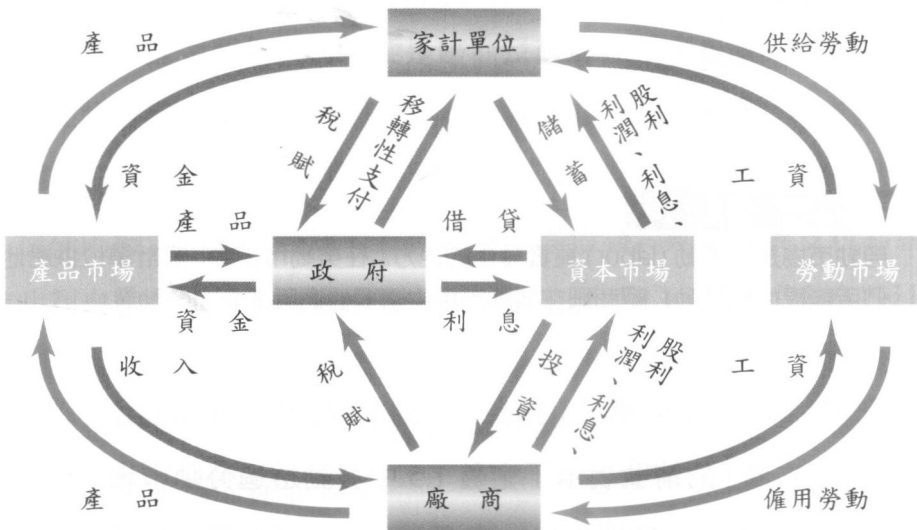 產品
家計單位
供給勞動
稅賦
移轉性支付
儲蓄
利潤、利息、
股利
資金
工資
產品
借貸
產品市場
政府
資本市場
勞動市場
資金
利息
收入
稅賦
投資
利潤、利息、
股利
工資
產品
廠商
僱用勞動